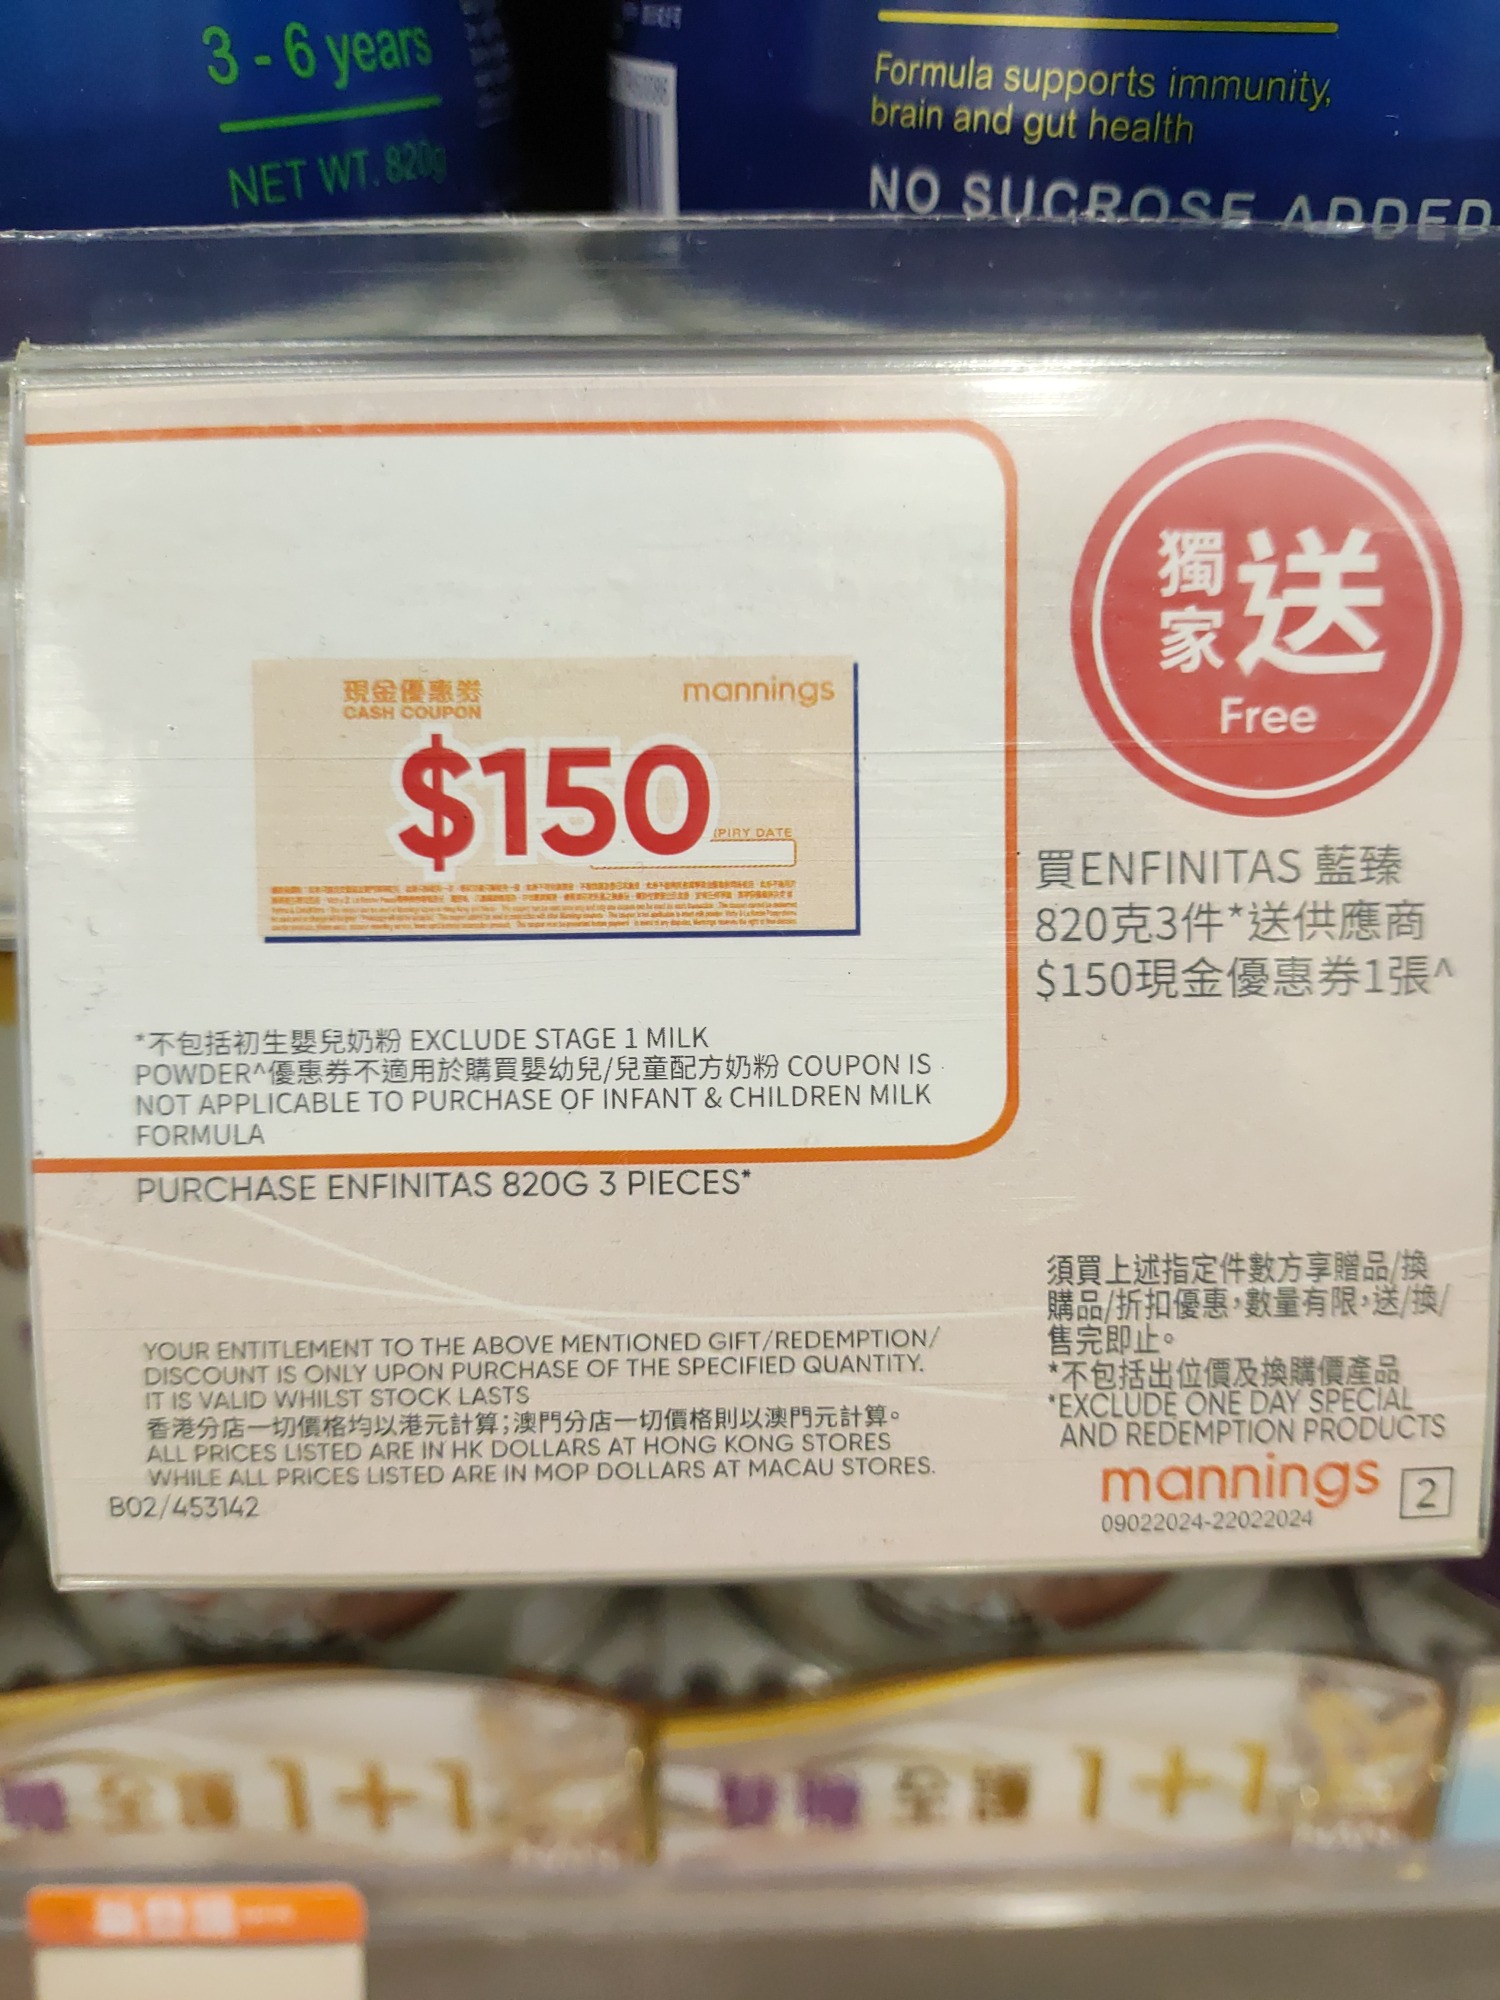 3 - 6 years
NET WT. 820g
Formula supports immunity,
brain and gut health
NO SUCROSE ADDED
獨家送
Free
現金優惠券
CASH COUPON
mannings
$150
PIRY DATE
買ENFINITAS 藍臻
820克3件*送供應商
$150現金優惠券1張^
*不包括初生嬰兒奶粉 EXCLUDE STAGE 1 MILK
POWDER^優惠券不適用於購買嬰幼兒/兒童配方奶粉 COUPON IS
NOT APPLICABLE TO PURCHASE OF INFANT & CHILDREN MILK
FORMULA
PURCHASE ENFINITAS 820G 3 PIECES*
須買上述指定件數方享贈品/換
購品/折扣優惠,數量有限,送/換/
售完即止。
*不包括出位價及換購價產品
*EXCLUDE ONE DAY SPECIAL
AND REDEMPTION PRODUCTS
YOUR ENTITLEMENT TO THE ABOVE MENTIONED GIFT/REDEMPTION/
DISCOUNT IS ONLY UPON PURCHASE OF THE SPECIFIED QUANTITY.
IT IS VALID WHILST STOCK LASTS
香港分店一切價格均以港元計算;澳門分店一切價格則以澳門元計算。
ALL PRICES LISTED ARE IN HK DOLLARS AT HONG KONG STORES
WHILE ALL PRICES LISTED ARE IN MOP DOLLARS AT MACAU STORES.
B02/453142
mannings 2
09022024-22022024
1+1
1+1